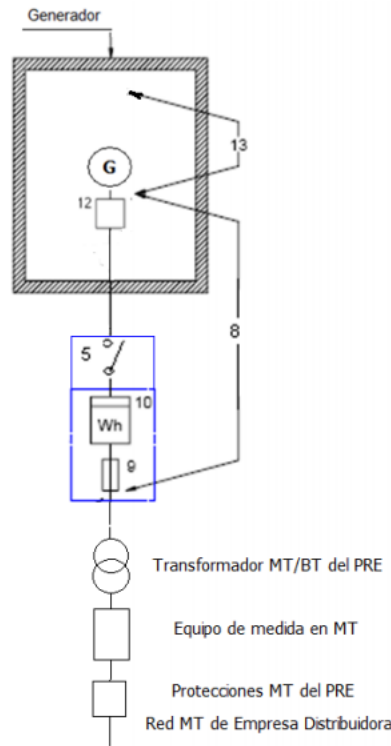 Generador
13
G
12
8
5
10
Wh
9
Transformador MT/BT del PRE
Equipo de medida en MT
Protecciones MT del PRE
Red MT de Empresa Distribuidora